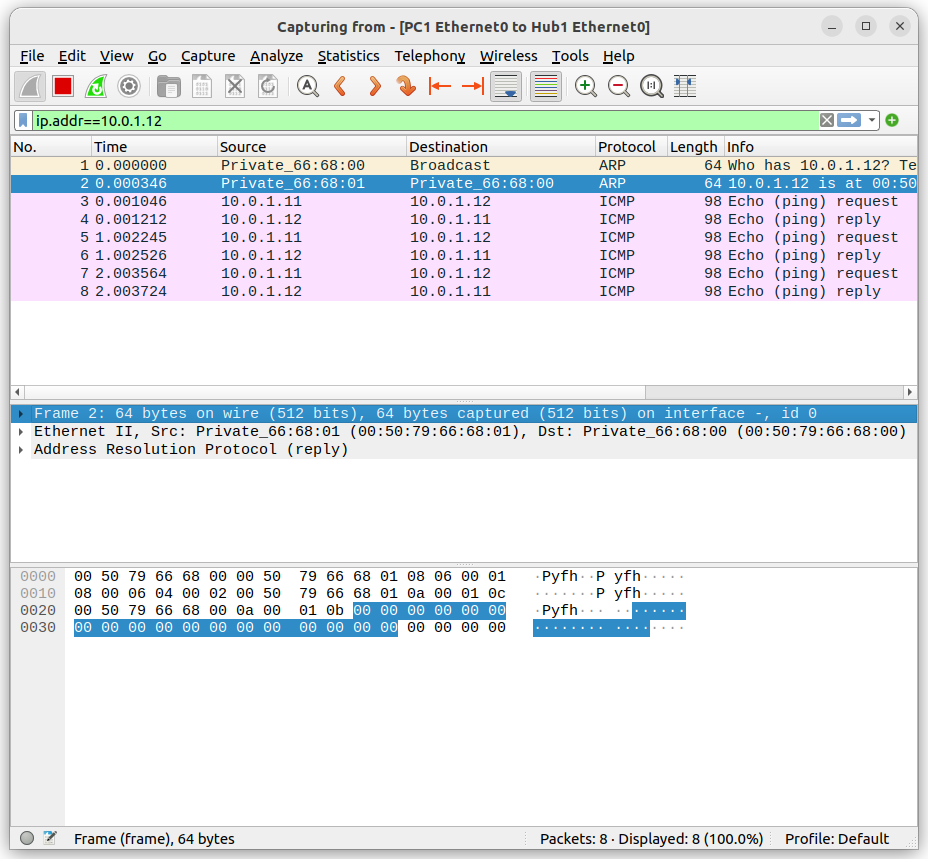 Capturing from - [PC1 Ethernet0 to Hub1 Ethernet0]
File Edit View Go Capture Analyze Statistics Telephony Wireless Tools Help
ip.addr==10.0.1.12
No. Time Source Destination Protocol Length Info
1 0.000000 Private_66:68:00 Broadcast ARP 64 Who has 10.0.1.12? Te
2 0.000346 Private_66:68:01 Private_66:68:00 ARP 64 10.0.1.12 is at 00:50
3 0.001046 10.0.1.11 10.0.1.12 ICMP 98 Echo (ping) request
4 0.001212 10.0.1.12 10.0.1.11 ICMP 98 Echo (ping) reply
5 1.002245 10.0.1.11 10.0.1.12 ICMP 98 Echo (ping) request
6 1.002526 10.0.1.12 10.0.1.11 ICMP 98 Echo (ping) reply
7 2.003564 10.0.1.11 10.0.1.12 ICMP 98 Echo (ping) request
8 2.003724 10.0.1.12 10.0.1.11 ICMP 98 Echo (ping) reply
Frame 2: 64 bytes on wire (512 bits), 64 bytes captured (512 bits) on interface -, id 0
Ethernet II, Src: Private_66:68:01 (00:50:79:66:68:01), Dst: Private_66:68:00 (00:50:79:66:68:00)
Address Resolution Protocol (reply)
0000 00 50 79 66 68 00 00 50 79 66 68 01 08 06 00 01 ·Pyfh··P yfh·····
0010 08 00 06 04 00 02 00 50 79 66 68 01 0a 00 01 0c ·······P yfh·····
0020 00 50 79 66 68 00 0a 00 01 0b 00 00 00 00 00 00 ·Pyfh··· ········
0030 00 00 00 00 00 00 00 00 00 00 00 00 00 00 00 00 ········ ········
Frame (frame), 64 bytes Packets: 8 · Displayed: 8 (100.0%) Profile: Default